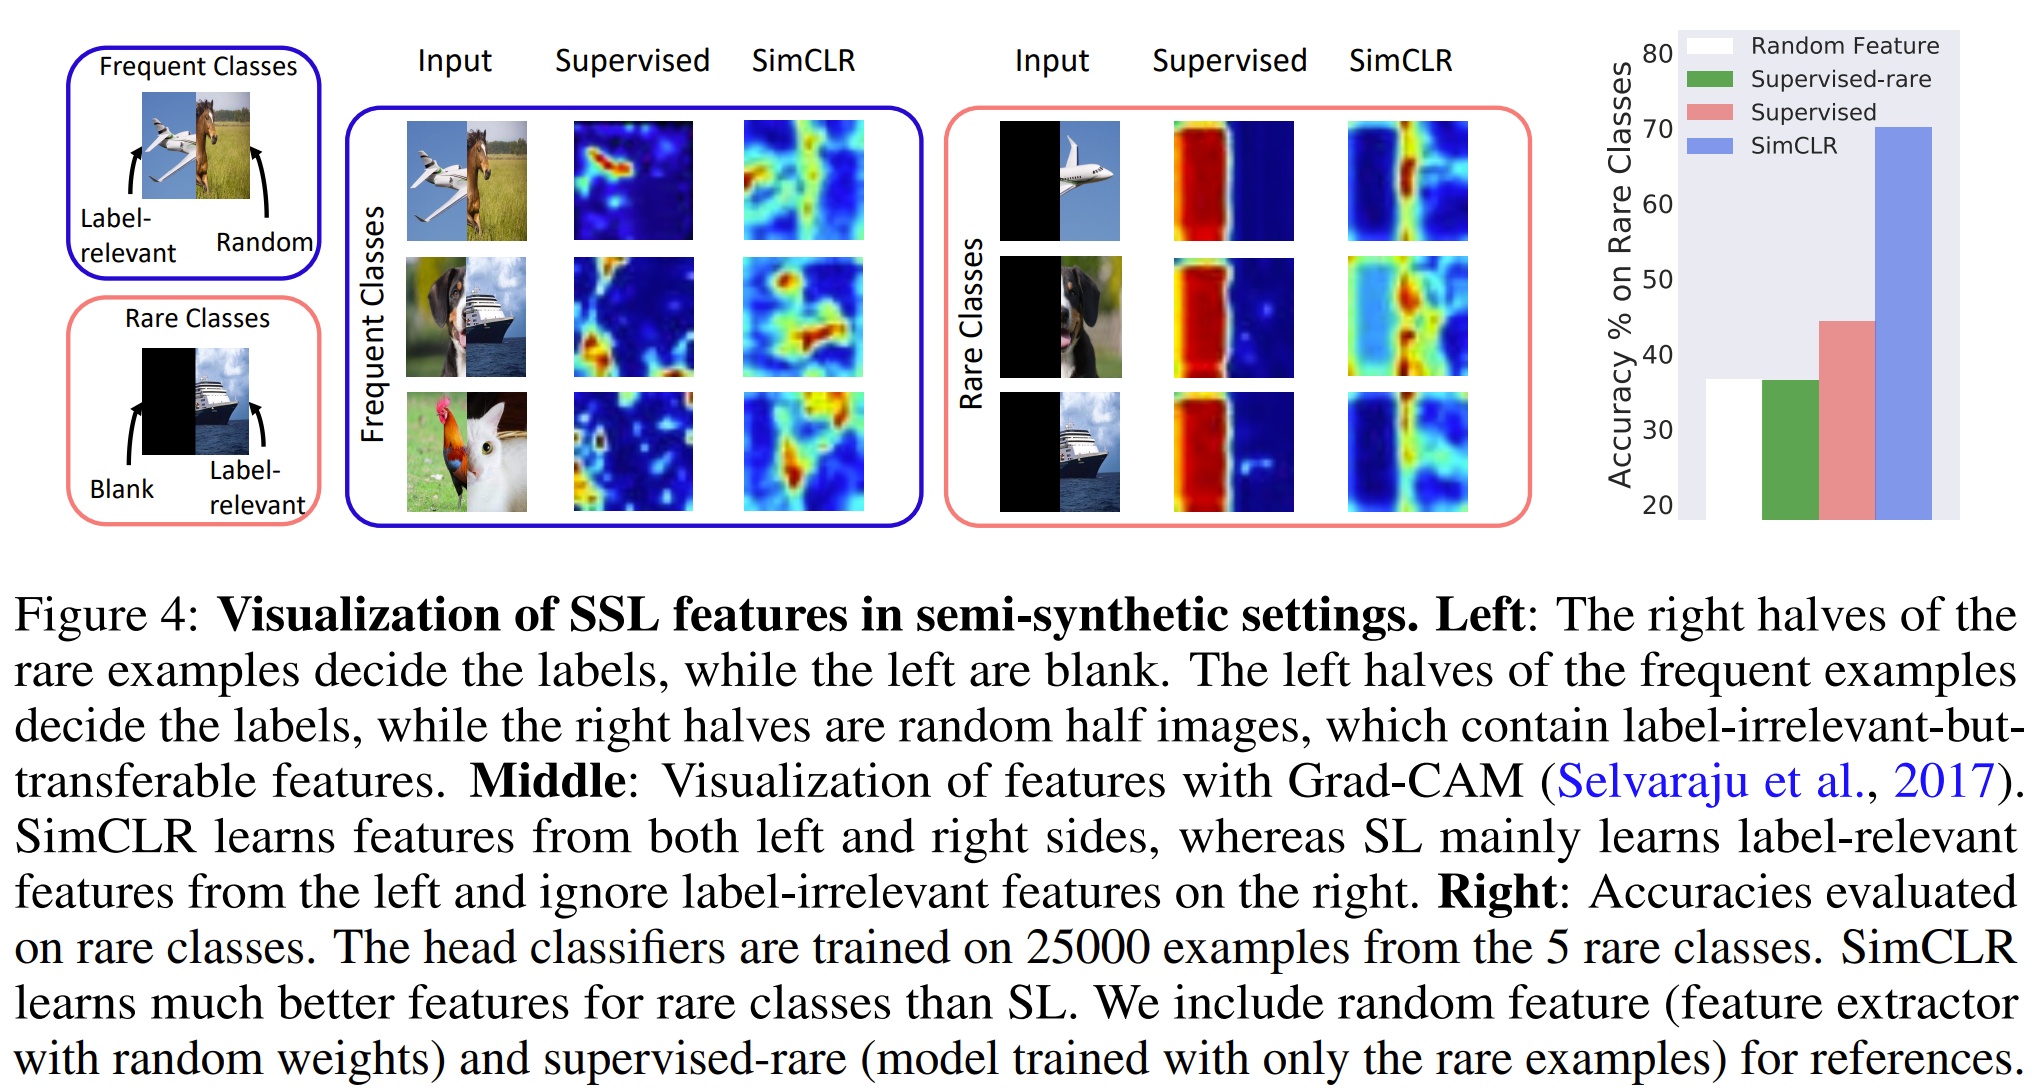 Frequent Classes
Label-
relevant
Random
Rare Classes
Blank
Label-
relevant
Input Supervised SimCLR
Frequent Classes
Input Supervised SimCLR
Rare Classes
Accuracy % on Rare Classes
80
70
60
50
40
30
20
Random Feature
Supervised-rare
Supervised
SimCLR
Figure 4: Visualization of SSL features in semi-synthetic settings. Left: The right halves of the
rare examples decide the labels, while the left are blank. The left halves of the frequent examples
decide the labels, while the right halves are random half images, which contain label-irrelevant-but-
transferable features. Middle: Visualization of features with Grad-CAM (Selvaraju et al., 2017).
SimCLR learns features from both left and right sides, whereas SL mainly learns label-relevant
features from the left and ignore label-irrelevant features on the right. Right: Accuracies evaluated
on rare classes. The head classifiers are trained on 25000 examples from the 5 rare classes. SimCLR
learns much better features for rare classes than SL. We include random feature (feature extractor
with random weights) and supervised-rare (model trained with only the rare examples) for references.